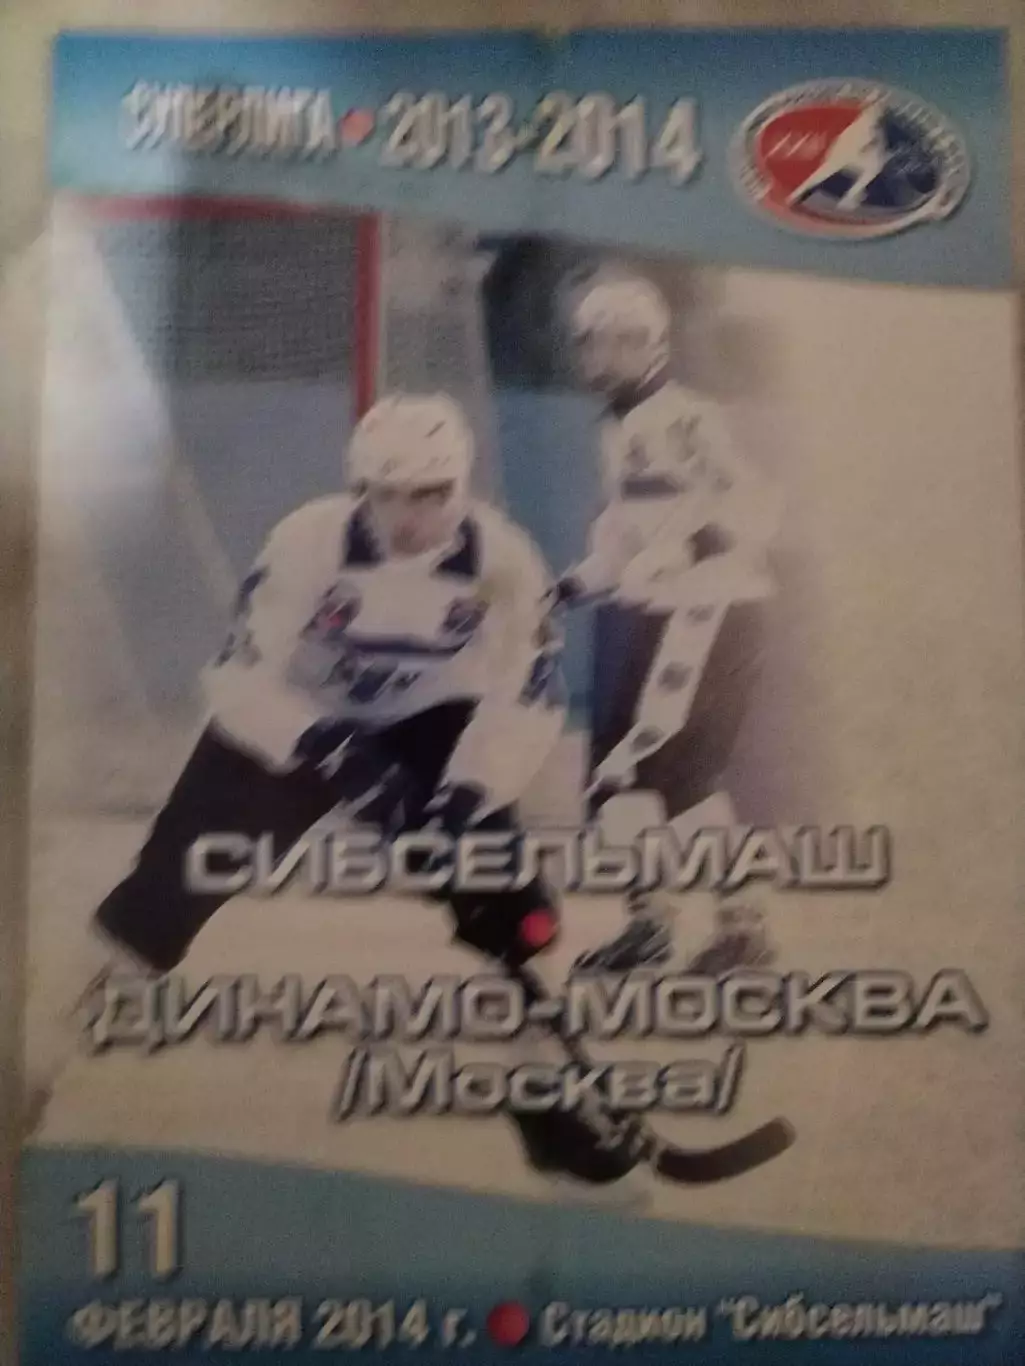 СУПЕРЛИГА • 2013-2014
СИБСЕЛЬМАШ
•
ДИНАМО-МОСКВА
/Москва/
11
ФЕВРАЛЯ 2014 г. • Стадион "Сибсельмаш"